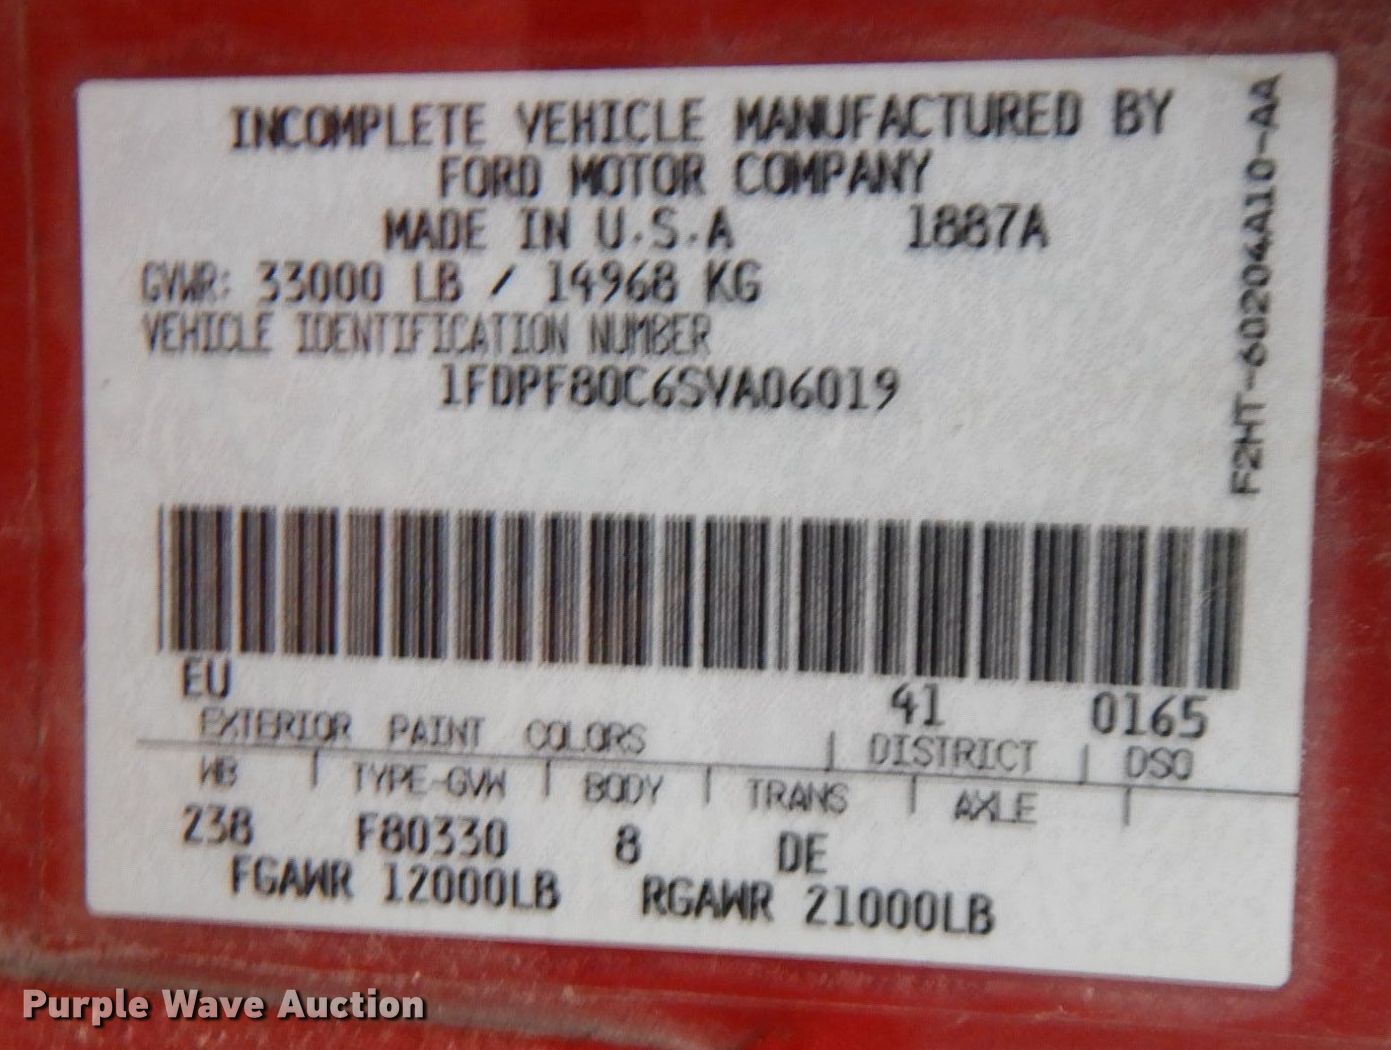 INCOMPLETE VEHICLE MANUFACTURED BY
FORD MOTOR COMPANY
MADE IN U.S.A 1887A
GVWR: 33000 LB / 14968 KG
VEHICLE IDENTIFICATION NUMBER
1FDPF80C6SVA06019
F2HT-60204A10-AA
EU 41 0165
EXTERIOR PAINT COLORS DISTRICT DSO
WB TYPE-GVW BODY TRANS AXLE
238 F80330 8 DE
FGAWR 12000LB RGAWR 21000LB
Purple Wave Auction